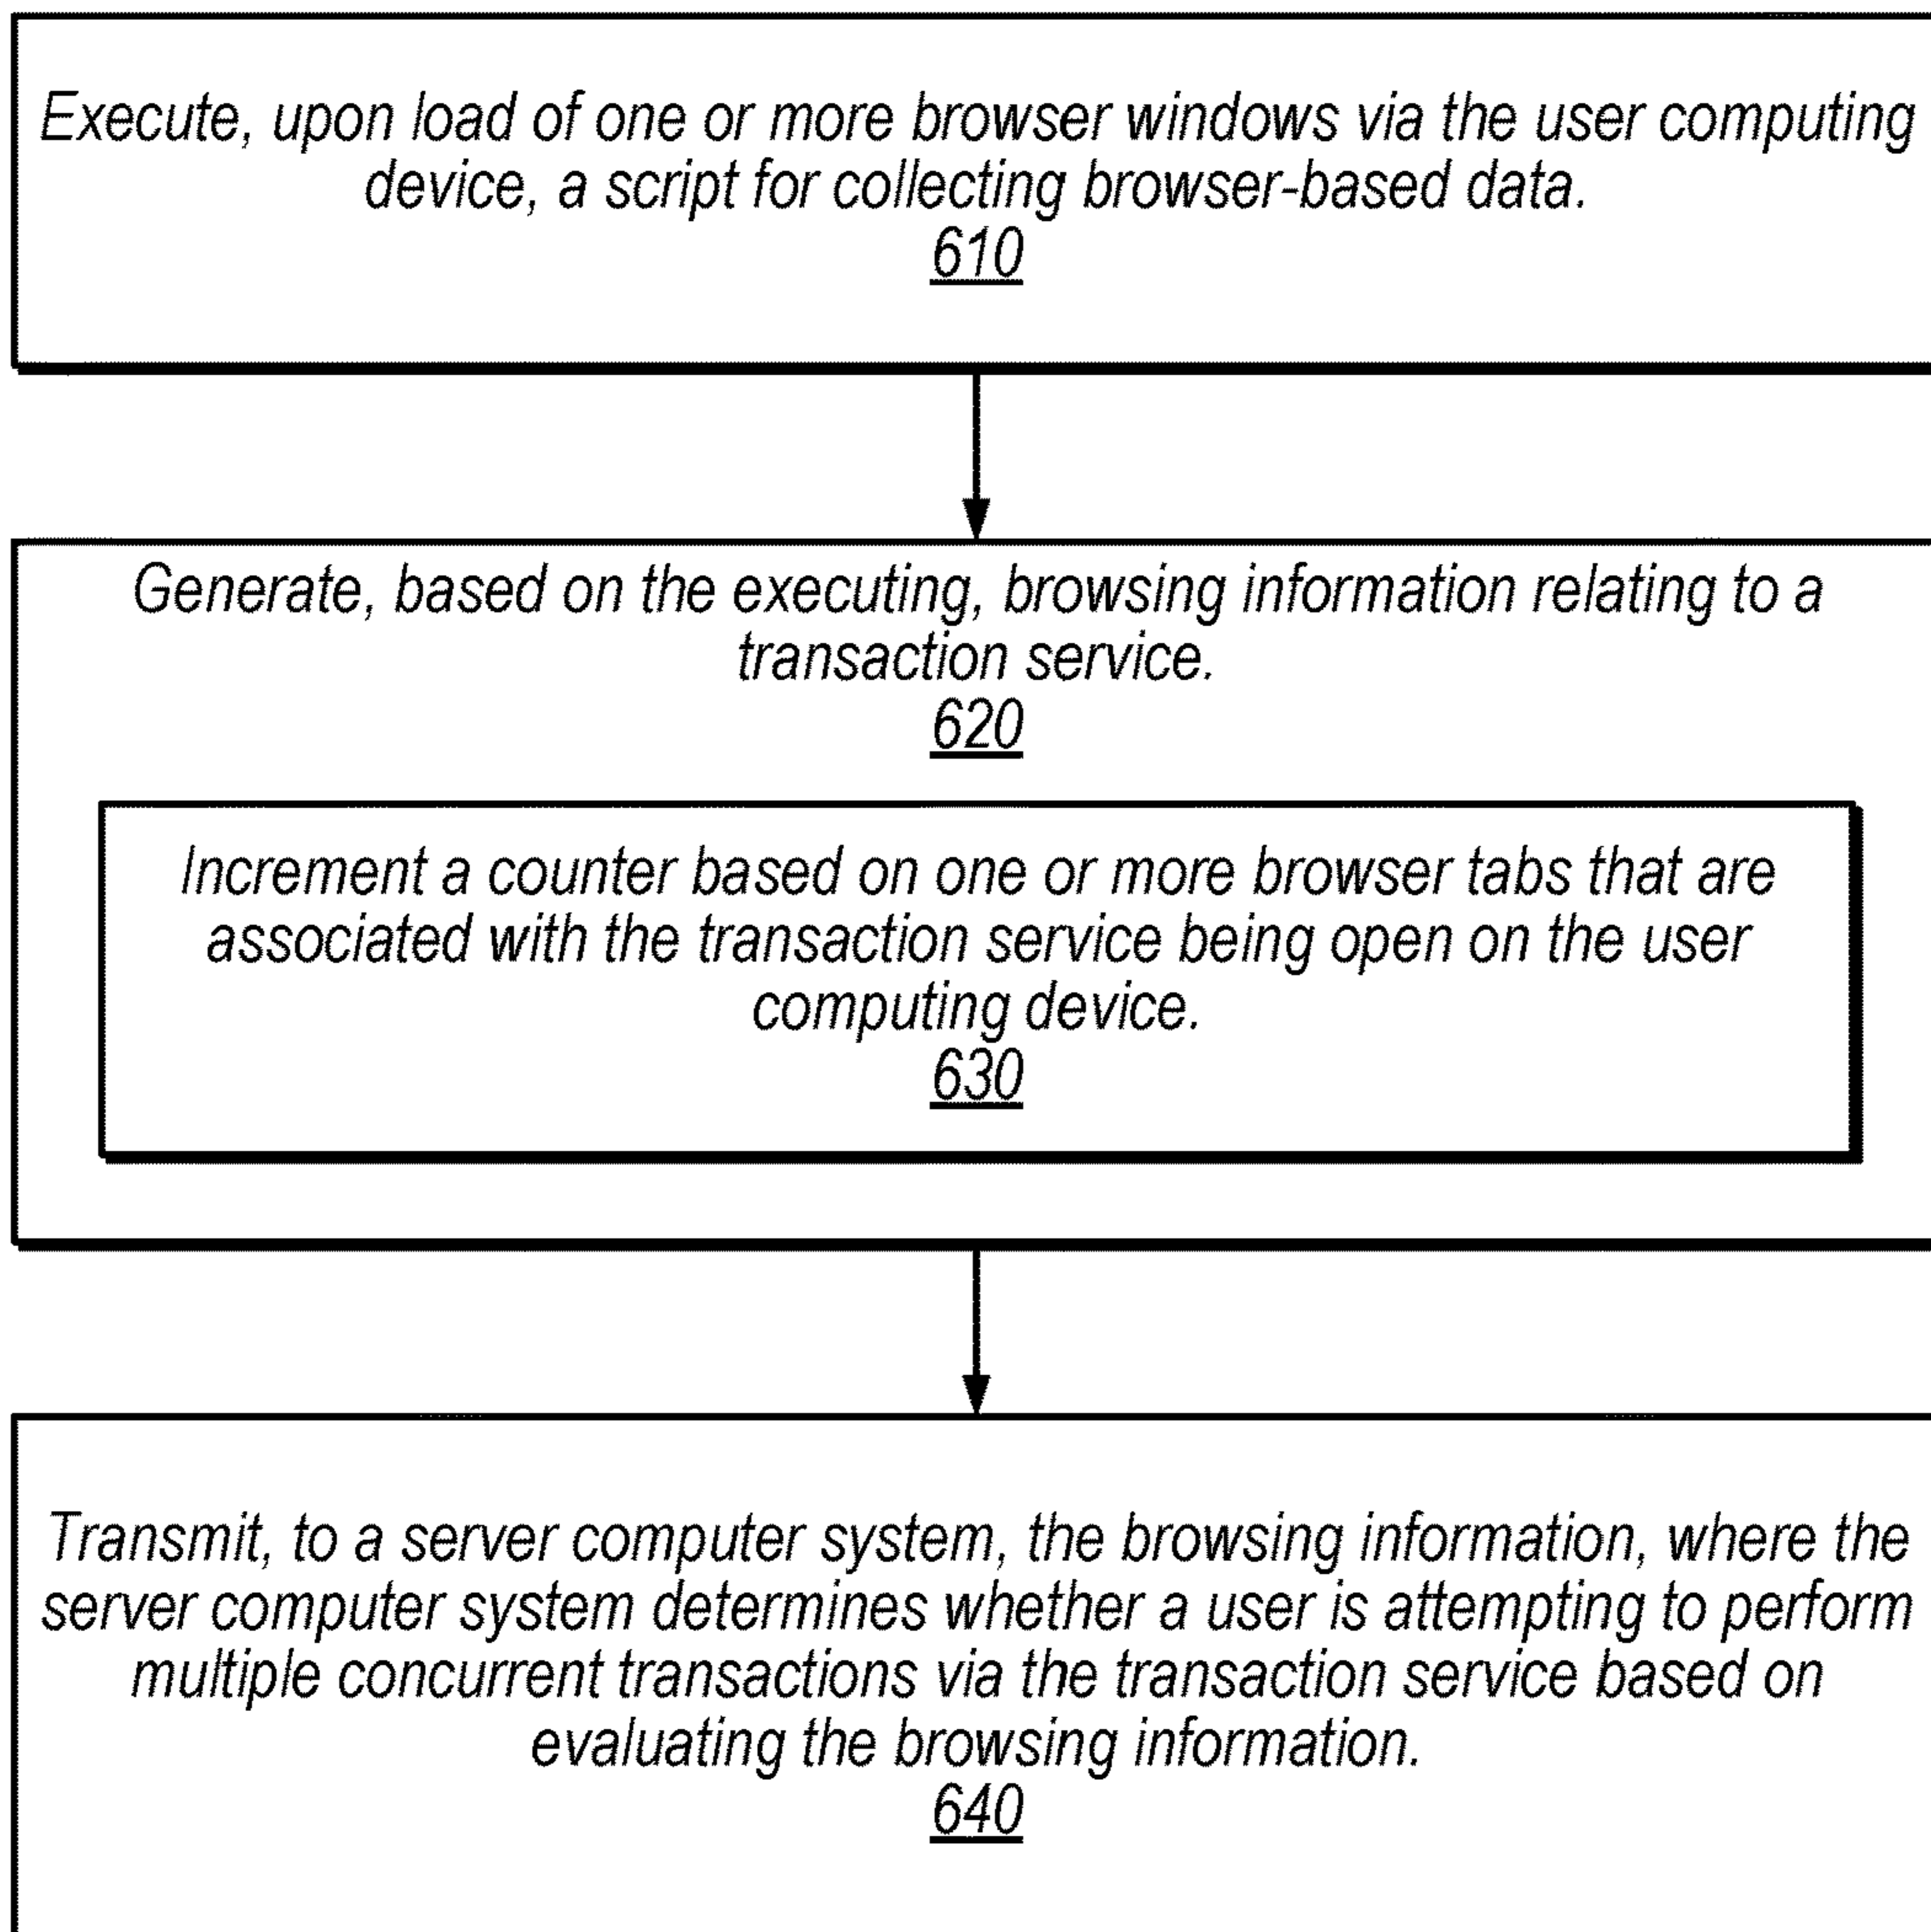 Execute, upon load of one or more browser windows via the user computing
device, a script for collecting browser-based data.
610
Generate, based on the executing, browsing information relating to a
transaction service.
620
Increment a counter based on one or more browser tabs that are
associated with the transaction service being open on the user
computing device.
630
Transmit, to a server computer system, the browsing information, where the
server computer system determines whether a user is attempting to perform
multiple concurrent transactions via the transaction service based on
evaluating the browsing information.
640